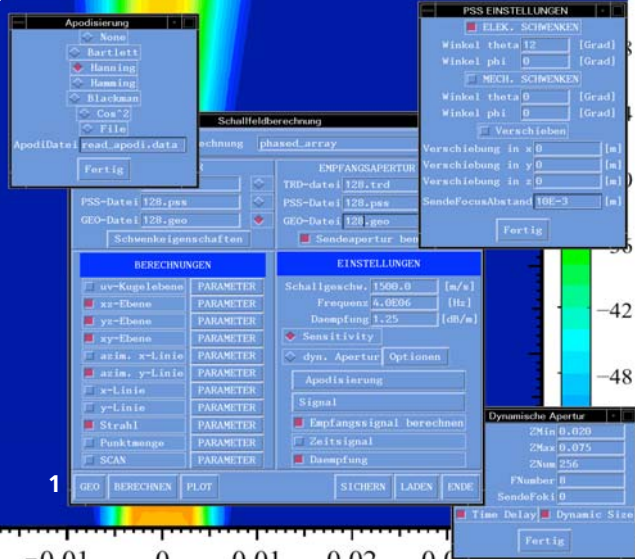 Apodisierung
None
Bartlett
Hanning
Hamming
Blackman
Cos^2
File
ApodiDatei read_apodi.data
Fertig
PSS EINSTELLUNGEN
ELEK. SCHWENKEN
Winkel theta 12 [Grad]
Winkel phi 0 [Grad]
MECH. SCHWENKEN
Winkel theta 0 [Grad]
Winkel phi 0 [Grad]
Verschieben
Verschiebung in x 0 [m]
Verschiebung in y 0 [m]
Verschiebung in z 0 [m]
SendeFocusAbstand 10E-3 [m]
Fertig
Schallfeldberechnung
phased_array
EMPFANGSAPERTUR
TRD-datei 128.trd
PSS-Datei 128.pss
PSS-Datei 128.pss
GEO-Datei 128.geo
GEO-Datei 128.geo
Schwenkeigenschaften
Sendeapertur ben
BERECHNUNGEN
uv-Kugelebene PARAMETER
xz-Ebene PARAMETER
yz-Ebene PARAMETER
xy-Ebene PARAMETER
azim. x-Linie PARAMETER
azim. y-Linie PARAMETER
x-Linie PARAMETER
y-Linie PARAMETER
Strahl PARAMETER
Punktmenge PARAMETER
SCAN PARAMETER
EINSTELLUNGEN
Schallgeschw. 1500.0 [m/s]
Frequenz 4.0E06 [Hz]
Daempfung 1.25 [dB/m]
Sensitivity
dyn. Apertur Optionen
Apodisierung
Signal
Empfangssignal berechnen
Zeitsignal
Daempfung
1
GEO BERECHNEN PLOT SICHERN LADEN ENDE
Dynamische Apertur
ZMin 0.020
ZMax 0.075
ZNum 256
FNumber 8
SendeFoki 0
Time Delay Dynamic Size
Fertig
−42
−48
−0.01 0 0.01 0.02